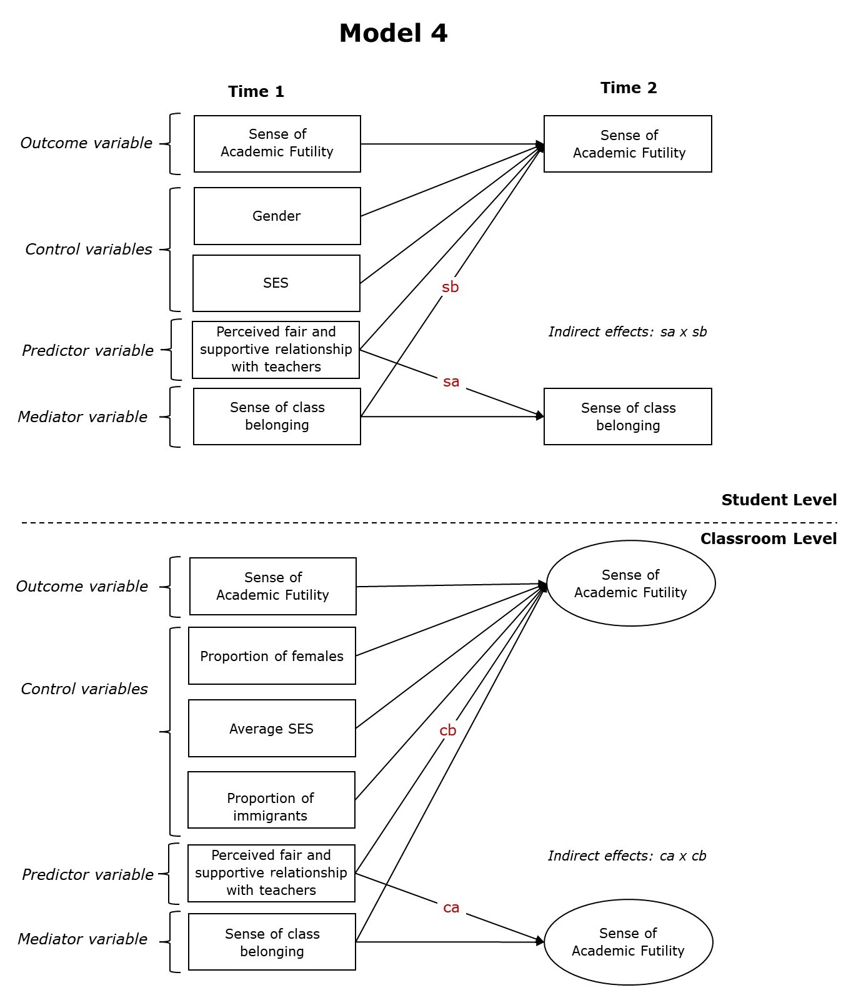 Model 4
Time 1
Time 2
Outcome variable
Sense of
Academic Futility
Sense of
Academic Futility
Gender
Control variables
SES
sb
Predictor variable
Perceived fair and
supportive relationship
with teachers
Indirect effects: sa x sb
sa
Mediator variable
Sense of class
belonging
Sense of class
belonging
Student Level
Classroom Level
Outcome variable
Sense of
Academic Futility
Sense of
Academic Futility
Proportion of females
Control variables
Average SES
cb
Proportion of
immigrants
Predictor variable
Perceived fair and
supportive relationship
with teachers
Indirect effects: ca x cb
ca
Mediator variable
Sense of class
belonging
Sense of
Academic Futility